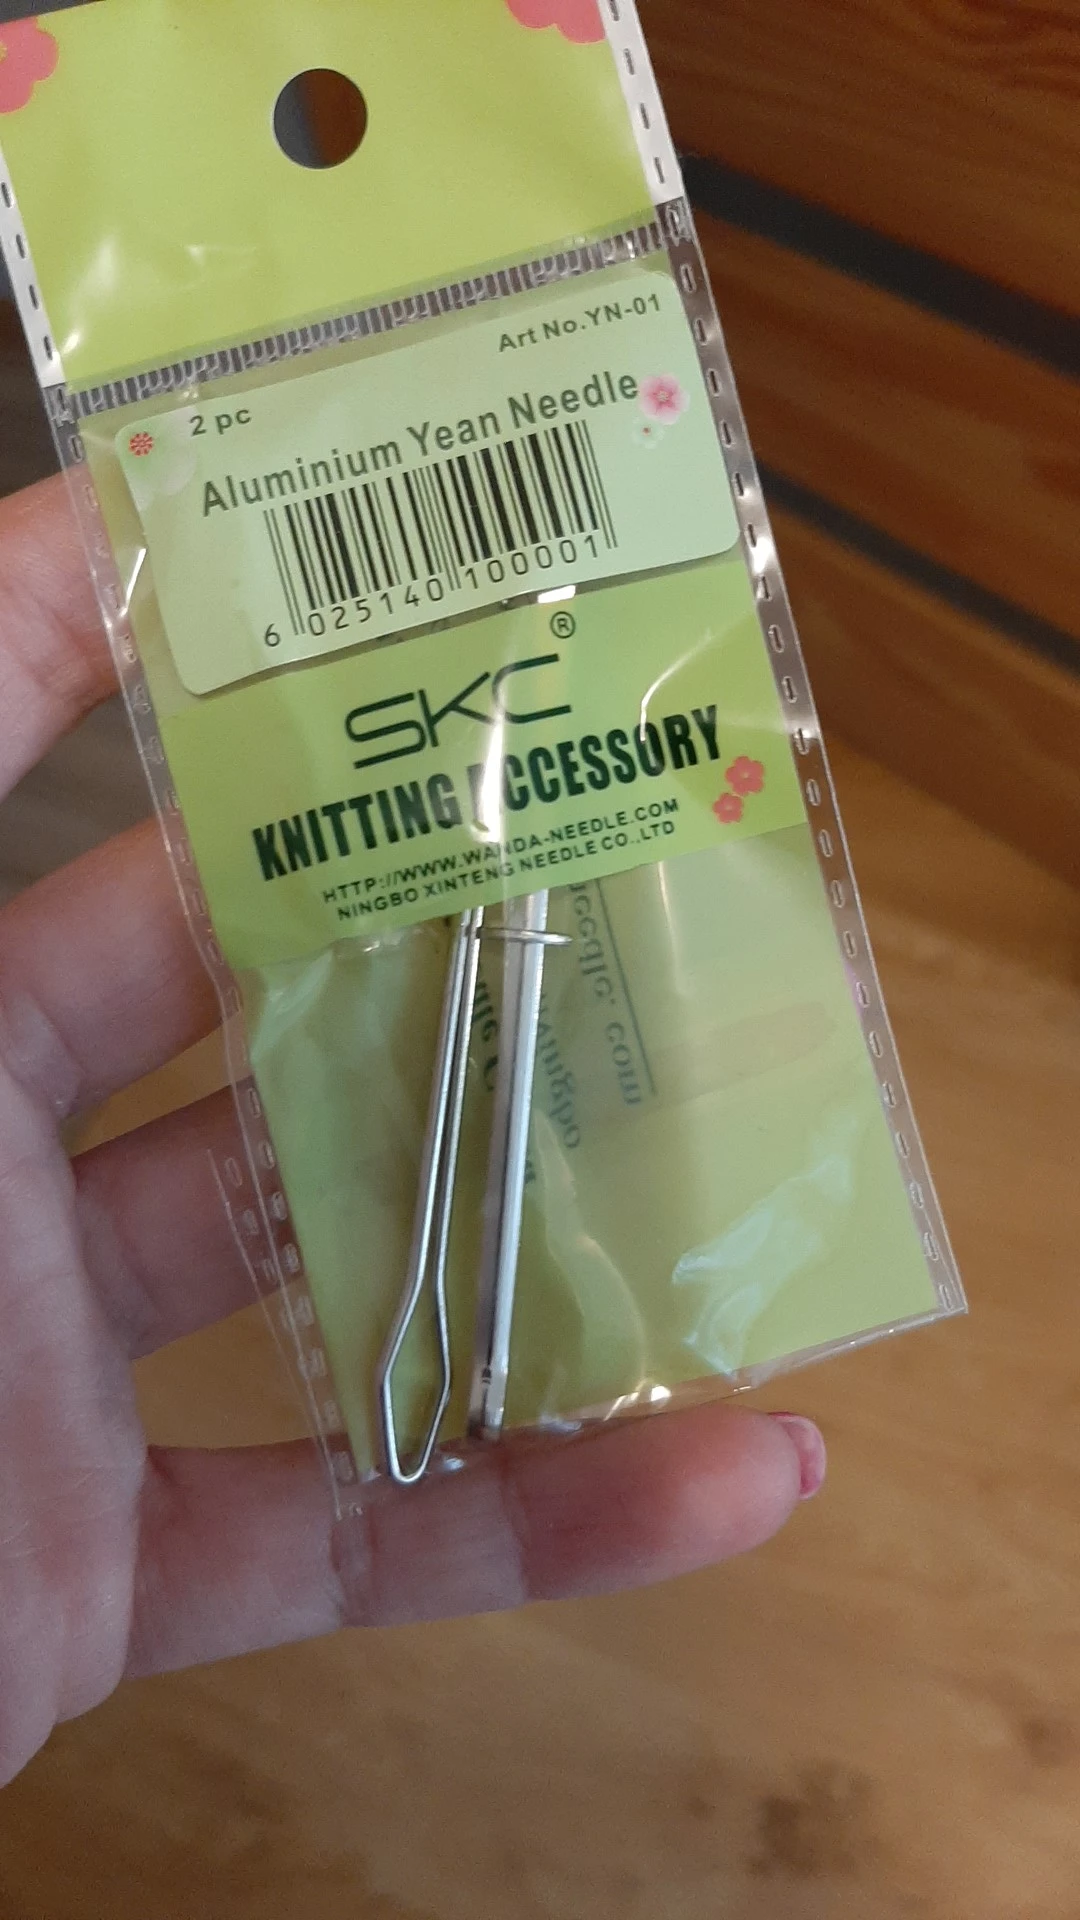 Art No.YN-01
2 pc
Aluminium Yean Needle
6 025140 100001
SKC®
KNITTING ACCESSORY
HTTP://WWW.WANDA-NEEDLE.COM
NINGBO XINTENG NEEDLE CO.,LTD